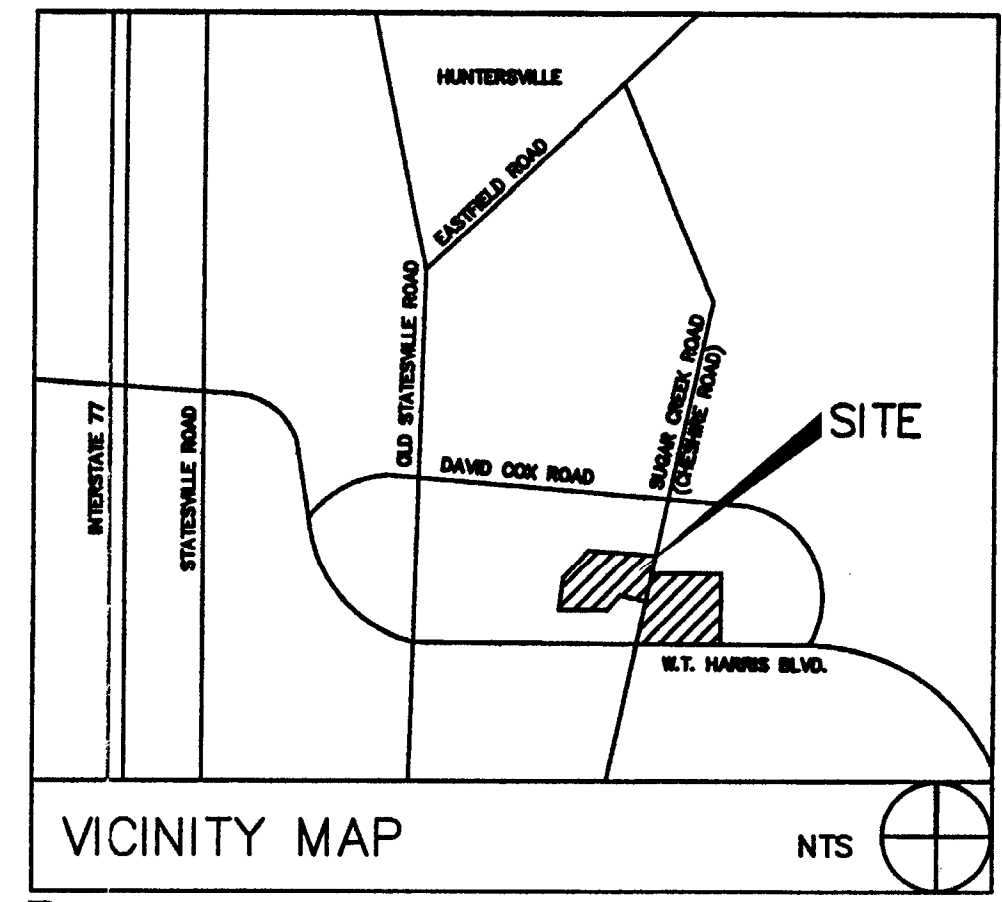 HUNTERSVILLE
EASTFIELD ROAD
OLD STATESVILLE ROAD
SUGAR CREEK ROAD
(CHESHIRE ROAD)
SITE
INTERSTATE 77
STATESVILLE ROAD
DAVID COX ROAD
W.T. HARRIS BLVD.
VICINITY MAP
NTS